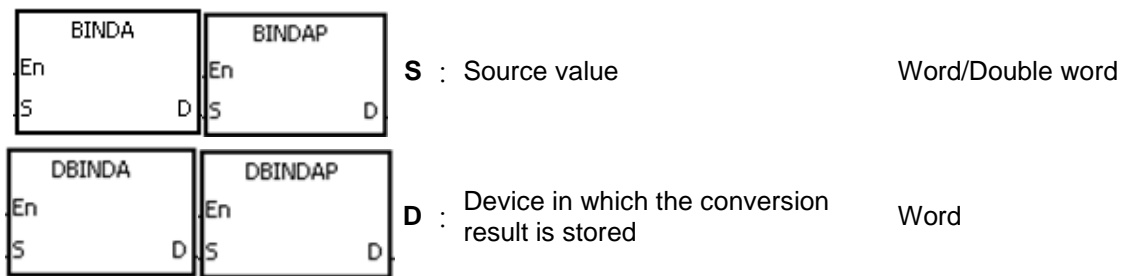 BINDA BINDAP
En En
S D S D
S : Source value Word/Double word
DBINDA DBINDAP
En En
S D S D
D : Device in which the conversion
result is stored Word